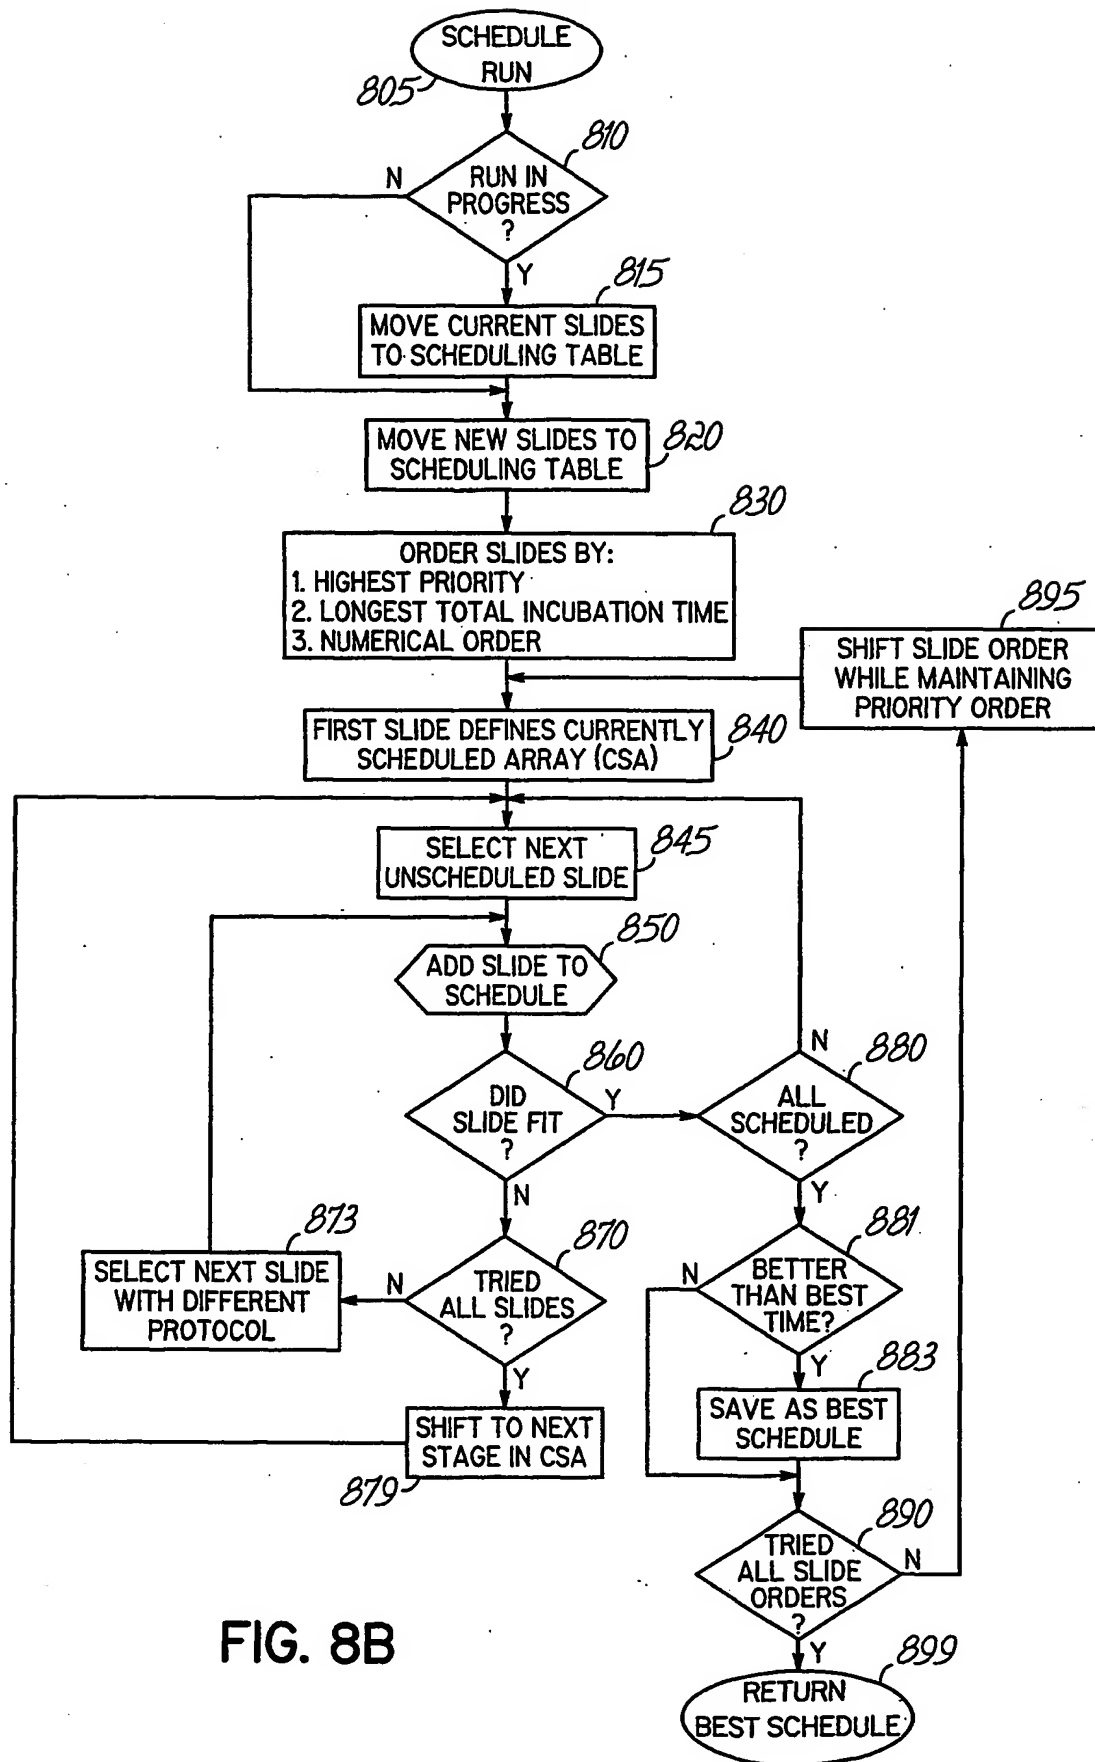 SCHEDULE
RUN
805
810
N
RUN IN
PROGRESS
?
Y
815
MOVE CURRENT SLIDES
TO SCHEDULING TABLE
MOVE NEW SLIDES TO
SCHEDULING TABLE
820
830
ORDER SLIDES BY:
1. HIGHEST PRIORITY
2. LONGEST TOTAL INCUBATION TIME
3. NUMERICAL ORDER
895
SHIFT SLIDE ORDER
WHILE MAINTAINING
PRIORITY ORDER
FIRST SLIDE DEFINES CURRENTLY
SCHEDULED ARRAY (CSA)
840
SELECT NEXT
UNSCHEDULED SLIDE
845
850
ADD SLIDE TO
SCHEDULE
860
DID
SLIDE FIT
?
Y
N
N
880
ALL
SCHEDULED
?
Y
873
SELECT NEXT SLIDE
WITH DIFFERENT
PROTOCOL
N
870
TRIED
ALL SLIDES
?
Y
881
N
BETTER
THAN BEST
TIME?
Y
883
SAVE AS BEST
SCHEDULE
SHIFT TO NEXT
STAGE IN CSA
879
890
TRIED
ALL SLIDE
ORDERS
?
N
Y
899
RETURN
BEST SCHEDULE
FIG. 8B